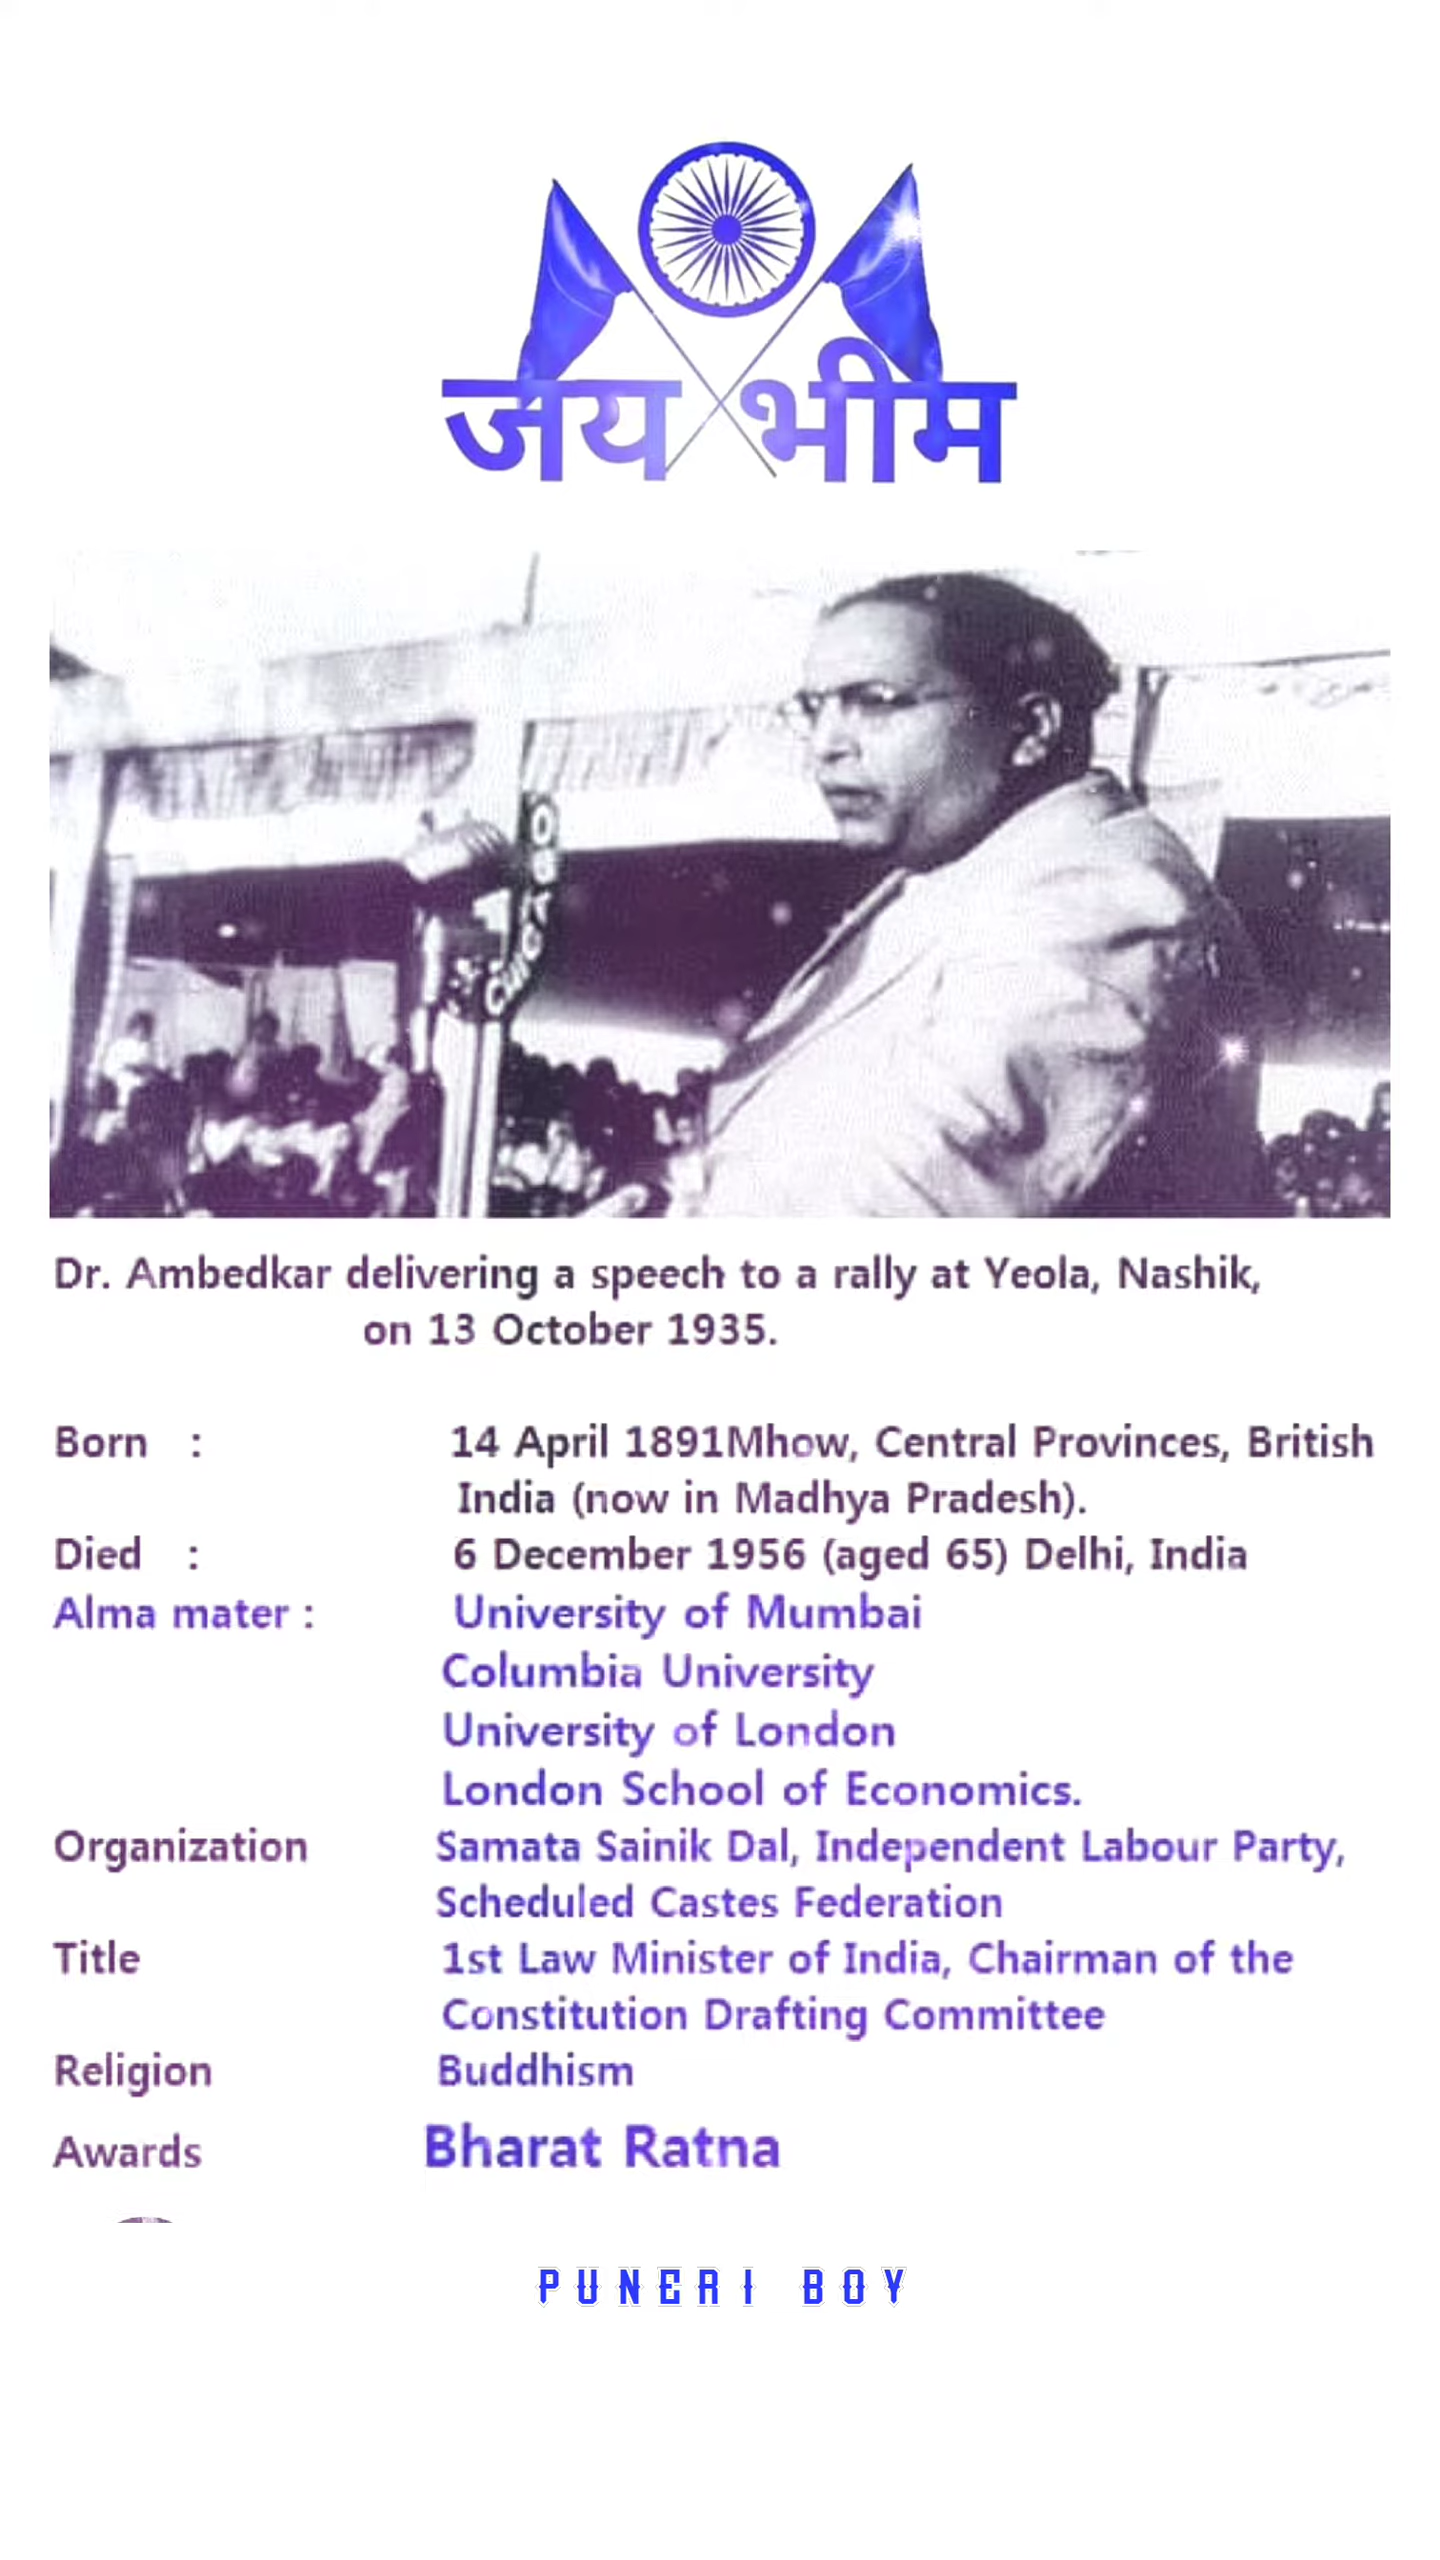 जय भीम
Dr. Ambedkar delivering a speech to a rally at Yeola, Nashik,
on 13 October 1935.
Born : 14 April 1891Mhow, Central Provinces, British
India (now in Madhya Pradesh).
Died : 6 December 1956 (aged 65) Delhi, India
Alma mater : University of Mumbai
Columbia University
University of London
London School of Economics.
Organization Samata Sainik Dal, Independent Labour Party,
Scheduled Castes Federation
Title 1st Law Minister of India, Chairman of the
Constitution Drafting Committee
Religion Buddhism
Awards Bharat Ratna
PUNERI BOY